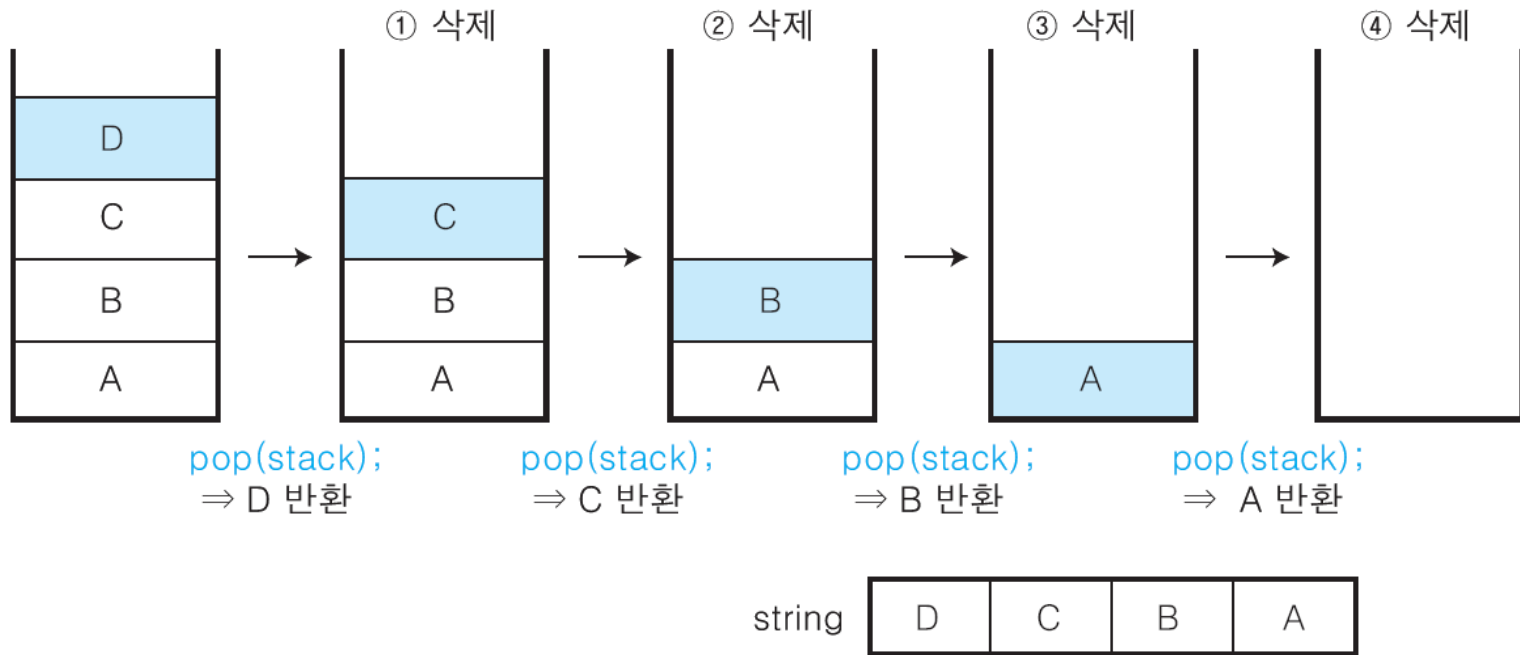 ① 삭제 ② 삭제 ③ 삭제 ④ 삭제
D
C C
B B B
A A A A
pop(stack); pop(stack); pop(stack); pop(stack);
⇒ D 반환 ⇒ C 반환 ⇒ B 반환 ⇒ A 반환
string D C B A